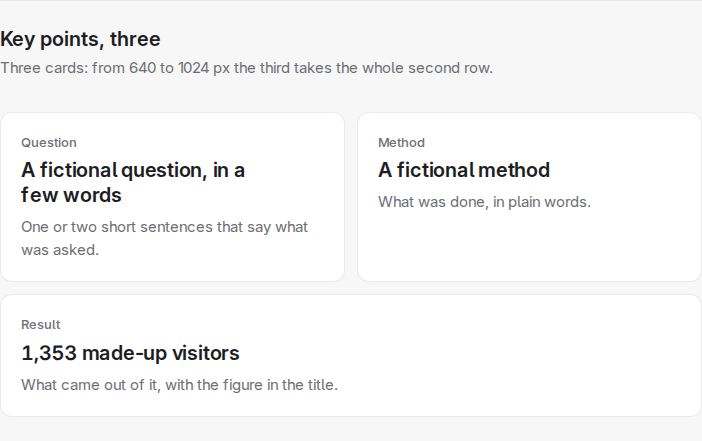 Key points, three
Three cards: from 640 to 1024 px the third takes the whole second row.
Question
A fictional question, in a
few words
One or two short sentences that say what
was asked.
Method
A fictional method
What was done, in plain words.
Result
1,353 made-up visitors
What came out of it, with the figure in the title.